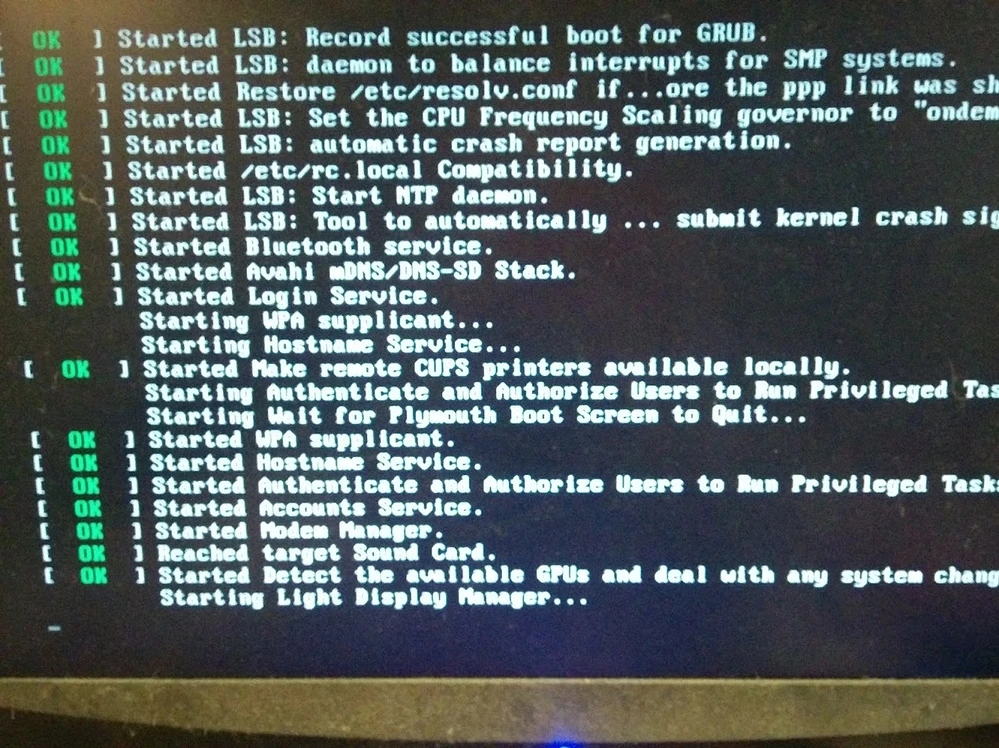 [ OK ] Started LSB: Record successful boot for GRUB.
[ OK ] Started LSB: daemon to balance interrupts for SMP systems.
[ OK ] Started Restore /etc/resolv.conf if...ore the ppp link was sh
[ OK ] Started LSB: Set the CPU Frequency Scaling governor to "ondem
[ OK ] Started LSB: automatic crash report generation.
[ OK ] Started /etc/rc.local Compatibility.
[ OK ] Started LSB: Start NTP daemon.
[ OK ] Started LSB: Tool to automatically ... submit kernel crash sig
[ OK ] Started Bluetooth service.
[ OK ] Started Avahi mDNS/DNS-SD Stack.
[ OK ] Started Login Service.
Starting WPA supplicant...
Starting Hostname Service...
[ OK ] Started Make remote CUPS printers available locally.
Starting Authenticate and Authorize Users to Run Privileged Tas
Starting Wait for Plymouth Boot Screen to Quit...
[ OK ] Started WPA supplicant.
[ OK ] Started Hostname Service.
[ OK ] Started Authenticate and Authorize Users to Run Privileged Tasks
[ OK ] Started Accounts Service.
[ OK ] Started Modem Manager.
[ OK ] Reached target Sound Card.
[ OK ] Started Detect the available GPUs and deal with any system chang
Starting Light Display Manager...